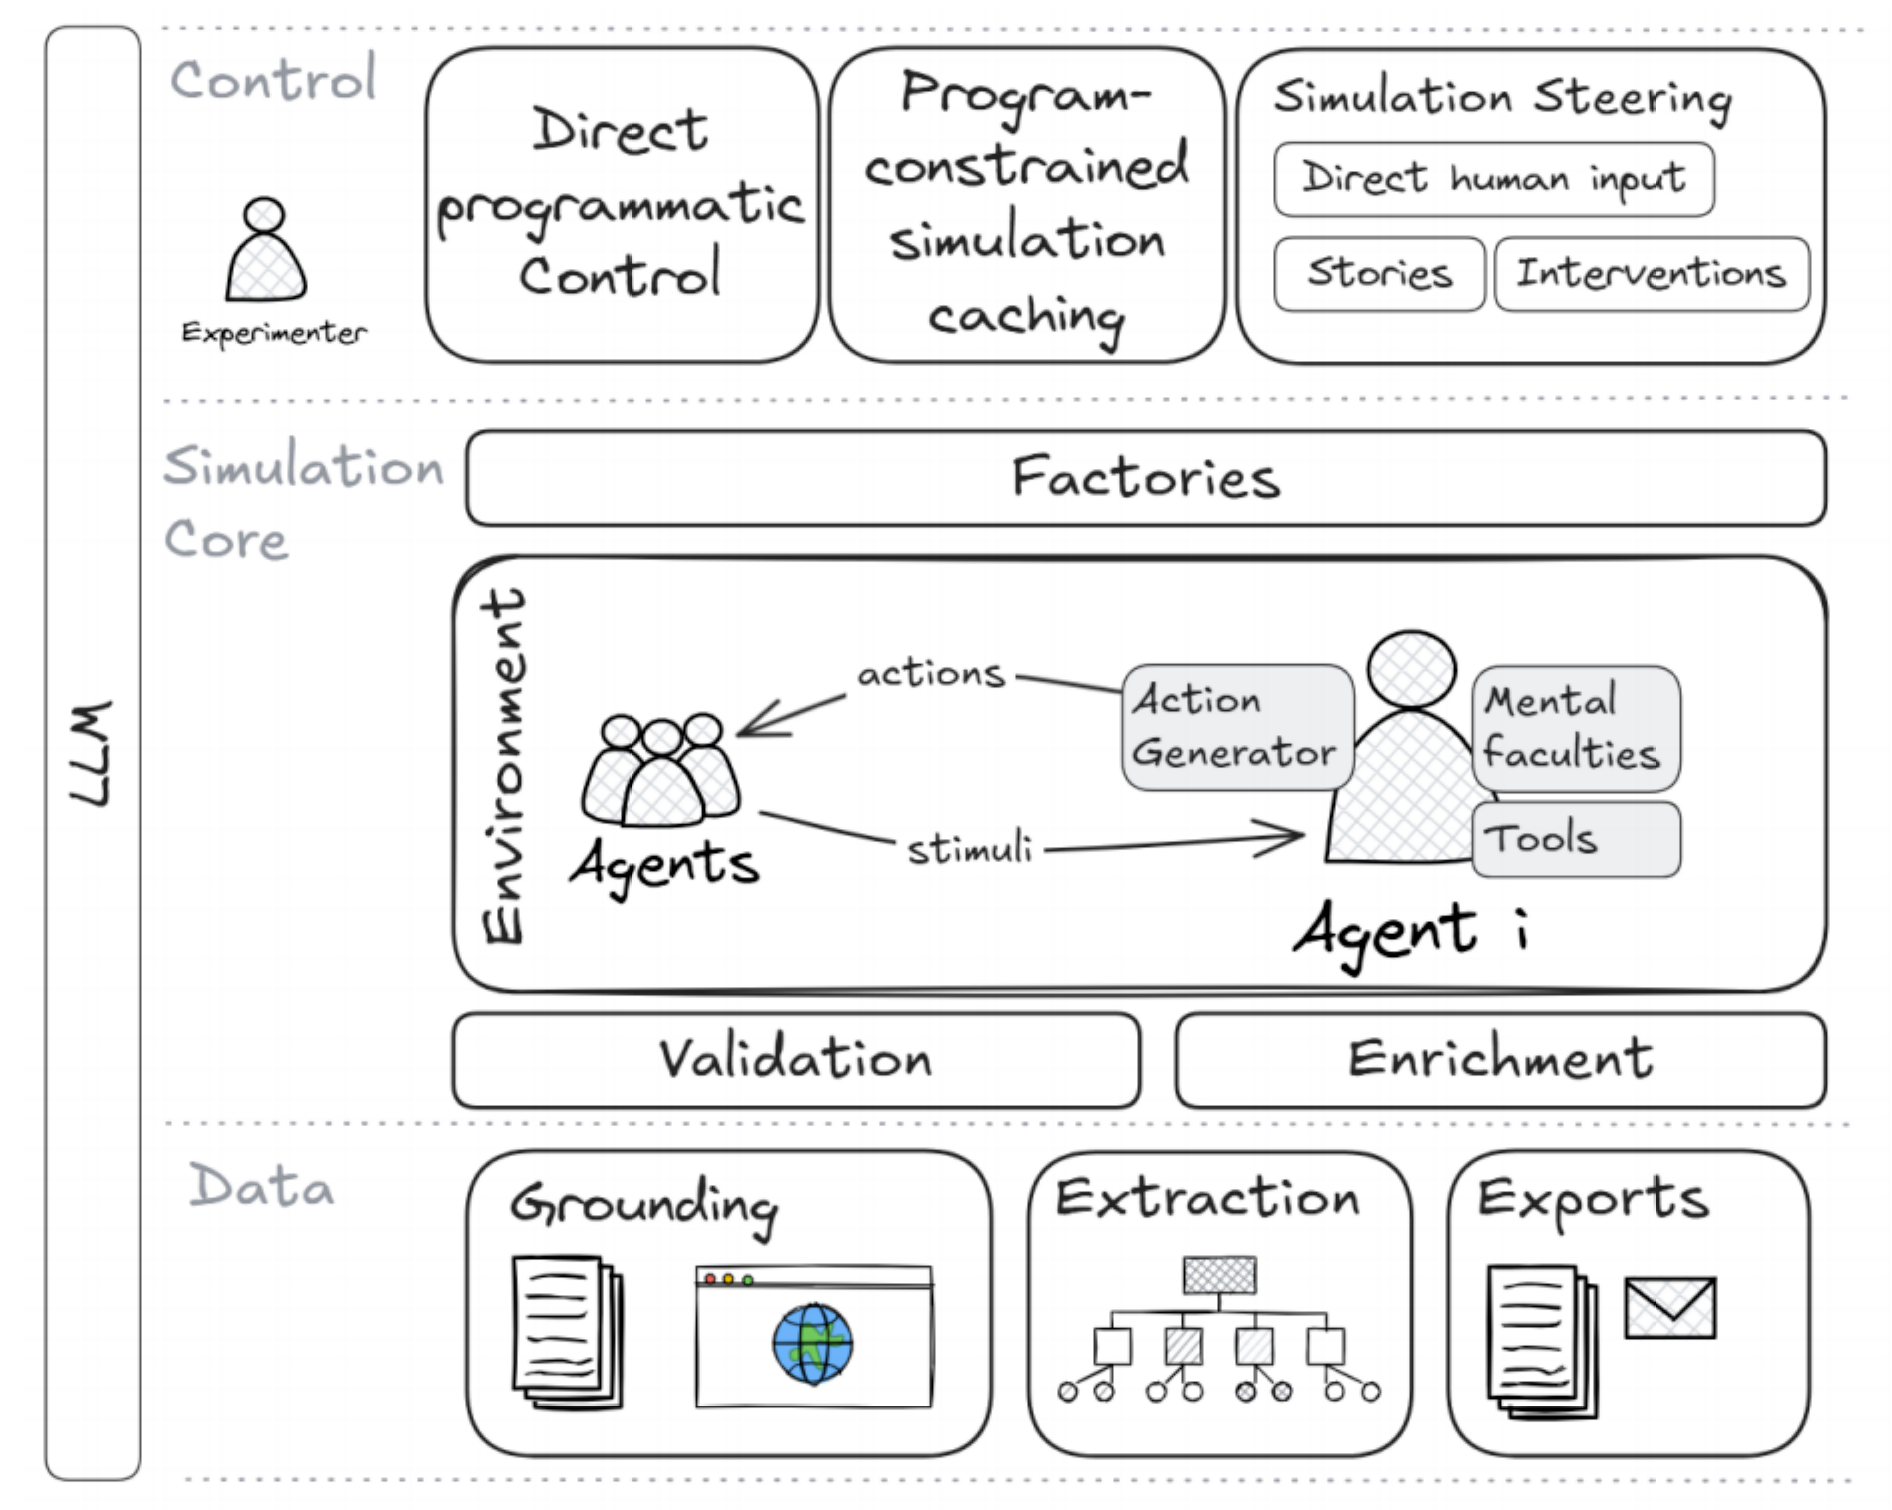 LLM
Control
Experimenter
Direct
programmatic
Control
Program-
constrained
simulation
caching
Simulation Steering
Direct human input
Stories
Interventions
Simulation
Core
Factories
Environment
actions
stimuli
Agents
Action
Generator
Mental
faculties
Tools
Agent i
Validation
Enrichment
Data
Grounding
Extraction
Exports